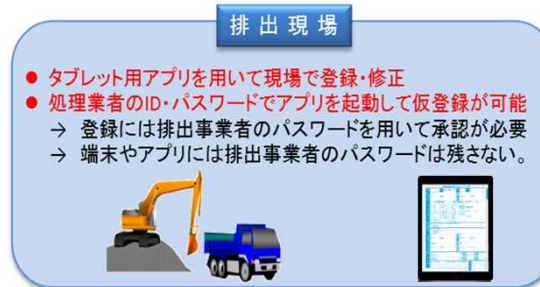 排出現場
● タブレット用アプリを用いて現場で登録・修正
● 処理業者のID・パスワードでアプリを起動して仮登録が可能
→ 登録には排出事業者のパスワードを用いて承認が必要
→ 端末やアプリには排出事業者のパスワードは残さない。